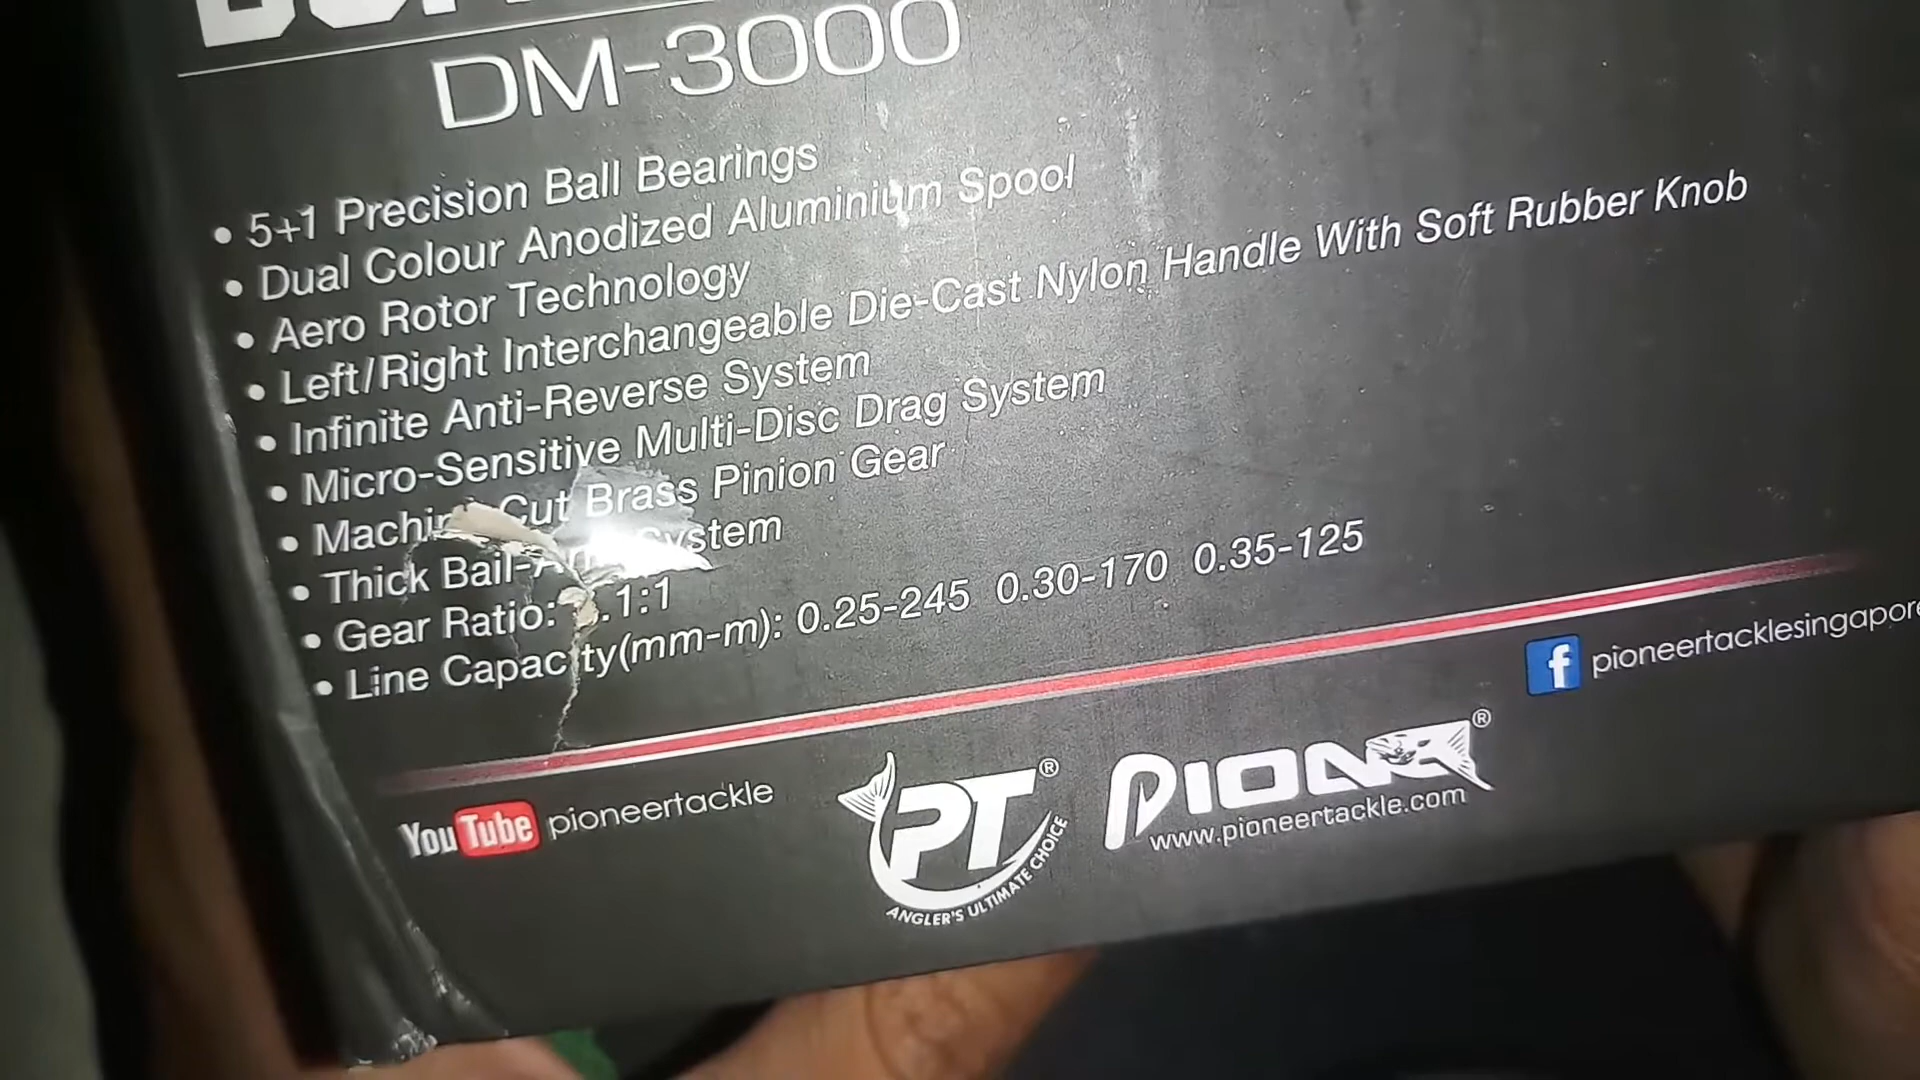 DM-3000
• 5+1 Precision Ball Bearings
• Dual Colour Anodized Aluminium Spool
• Aero Rotor Technology
• Left/Right Interchangeable Die-Cast Nylon Handle With Soft Rubber Knob
• Infinite Anti-Reverse System
• Micro-Sensitive Multi-Disc Drag System
• Machine Cut Brass Pinion Gear
• Thick Bail- System
• Gear Ratio: .1:1
• Line Capacity(mm-m): 0.25-245 0.30-170 0.35-125
f pioneertacklesingapore
YouTube pioneertackle
PT®
ANGLER'S ULTIMATE CHOICE
PIONEER®
www.pioneertackle.com